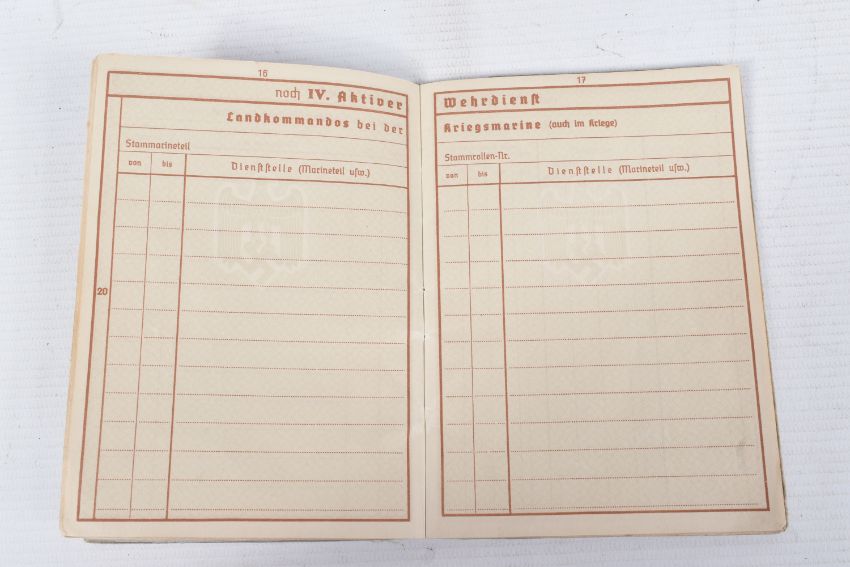 16
noch IV. Aktiver
Landkommandos bei der
Stammarineteil
von bis Dienststelle (Marineteil usw.)
20
17
Wehrdienst
Kriegsmarine (auch im Kriege)
Stammrollen-Nr.
von bis Dienststelle (Marineteil usw.)